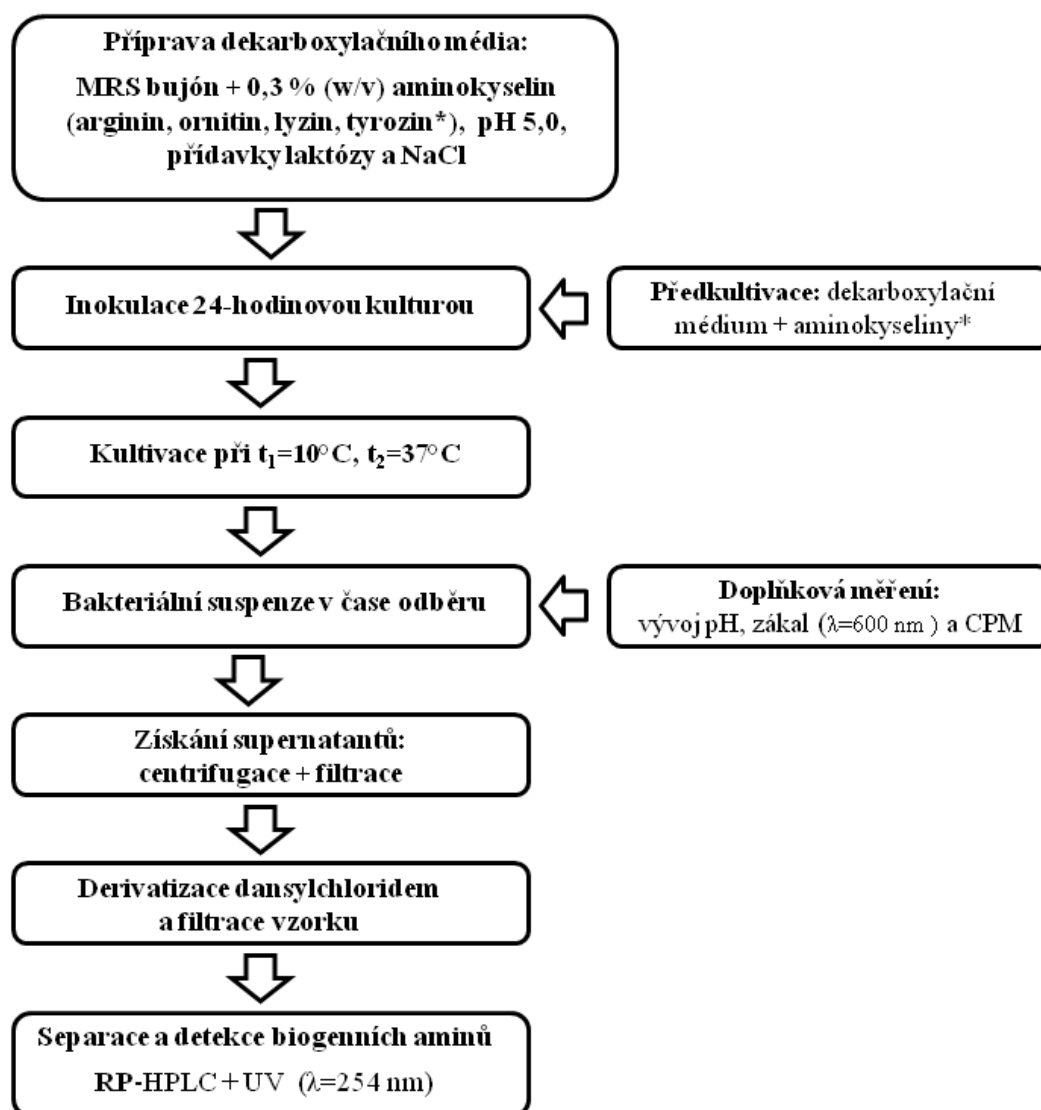 Příprava dekarboxylačního média:
MRS bujón + 0,3 % (w/v) aminokyselin
(arginin, ornitin, lyzin, tyrozin*), pH 5,0,
přídavky laktózy a NaCl
Inokulace 24-hodinovou kulturou
Předkultivace: dekarboxylační
médium + aminokyseliny*
Kultivace při t₁=10°C, t₂=37°C
Bakteriální suspenze v čase odběru
Doplňková měření:
vývoj pH, zákal (λ=600 nm ) a CPM
Získání supernatantů:
centrifugace + filtrace
Derivatizace dansylchloridem
a filtrace vzorku
Separace a detekce biogenních aminů
RP-HPLC + UV (λ=254 nm)